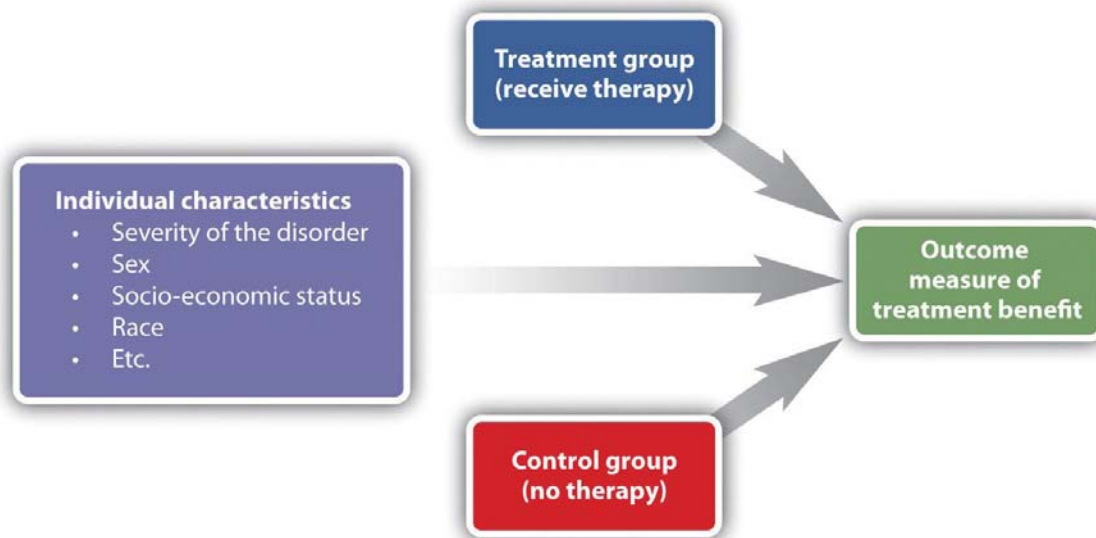 Treatment group
(receive therapy)
Individual characteristics
• Severity of the disorder
• Sex
• Socio-economic status
• Race
• Etc.
Outcome
measure of
treatment benefit
Control group
(no therapy)